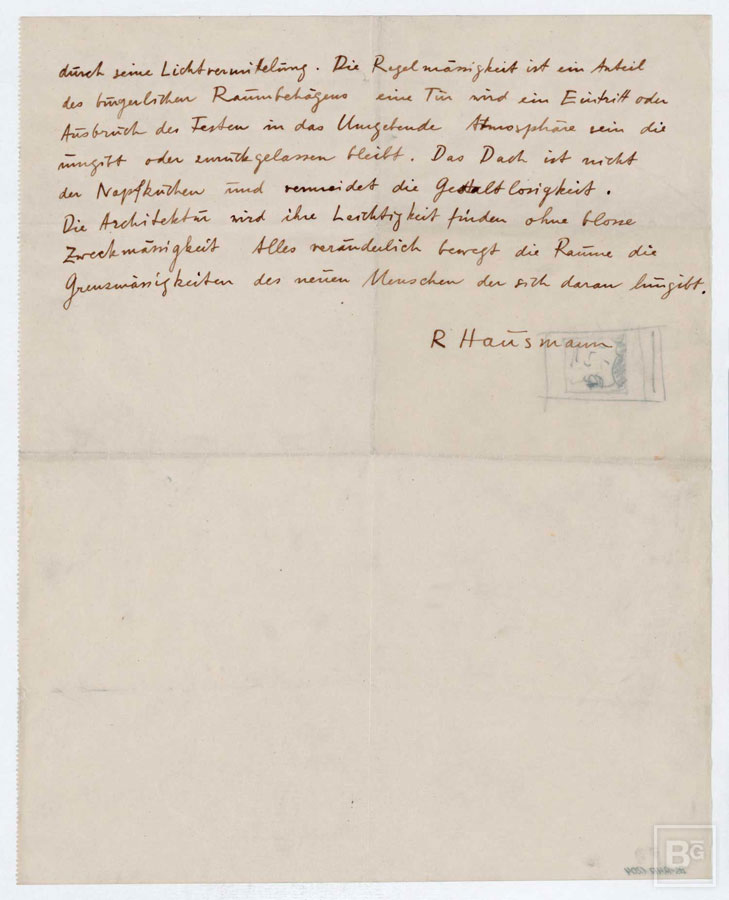 durch seine Lichtvermittelung. Die Regelmässigkeit ist ein Anteil
des bürgerlichen Raumbehagens eine Tür wird ein Eintritt oder
Ausbruch des Festen in das Umgebende Atmosphäre sein die
umgibt oder zurückgelassen bleibt. Das Dach ist nicht
der Napfkuchen und vermeidet die Gestaltlosigkeit.
Die Architektur wird ihre Leichtigkeit finden ohne blosse
Zweckmässigkeit Alles veränderlich bewegt die Räume die
Grenzmässigkeiten des neuen Menschen der sich daran hingibt.
R Hausmann
BG